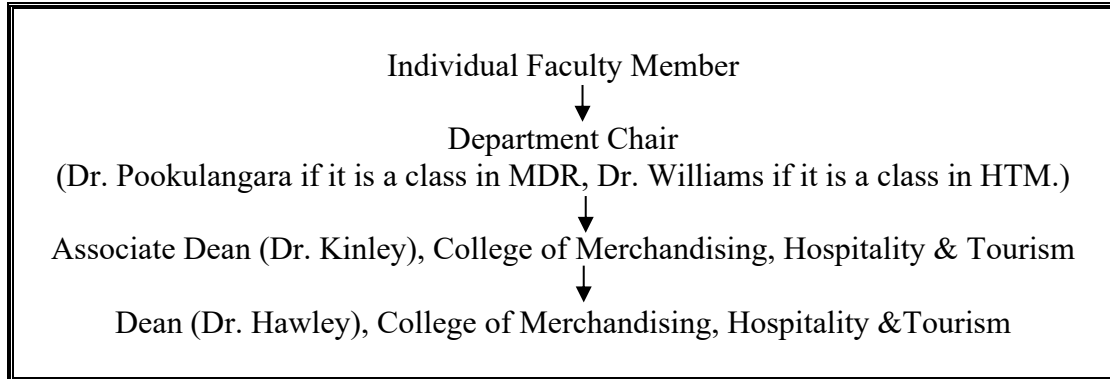 Individual Faculty Member
Department Chair
(Dr. Pookulangara if it is a class in MDR, Dr. Williams if it is a class in HTM.)
Associate Dean (Dr. Kinley), College of Merchandising, Hospitality & Tourism
Dean (Dr. Hawley), College of Merchandising, Hospitality &Tourism